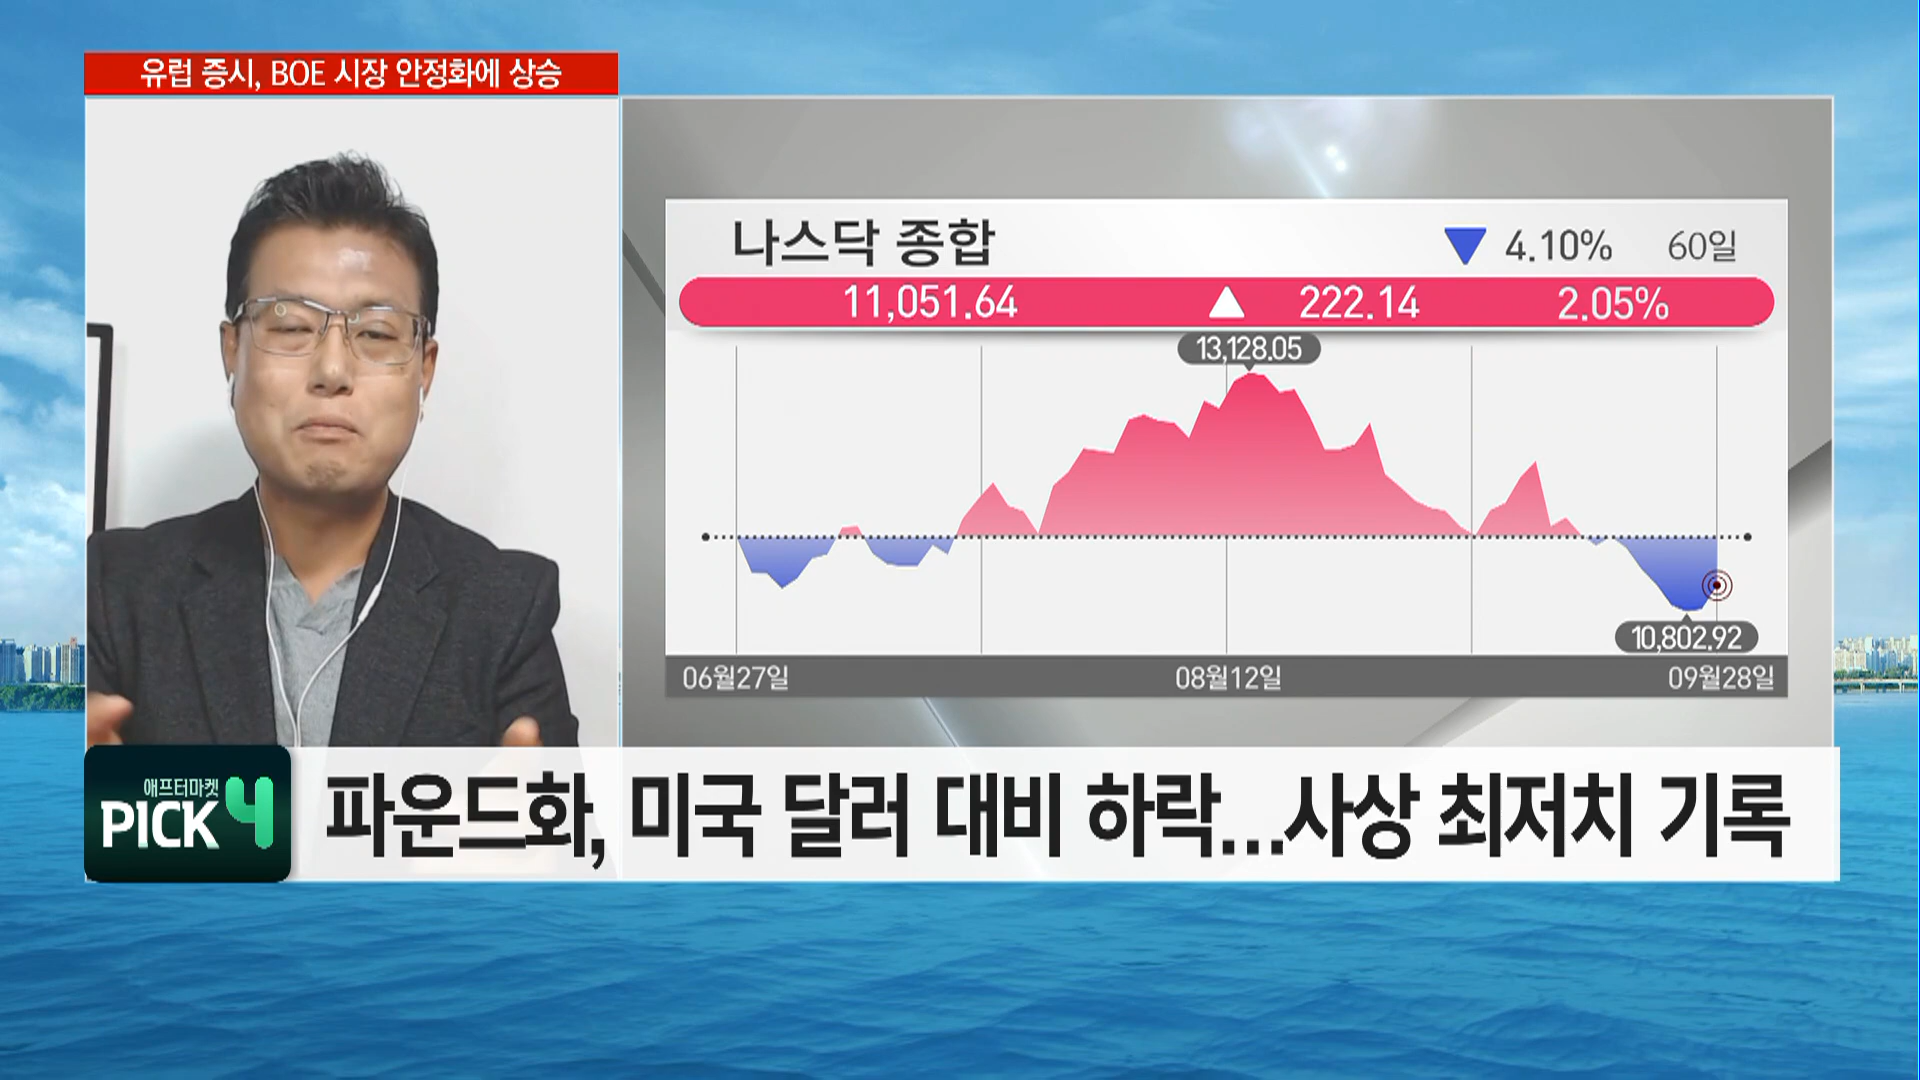 유럽 증시, BOE 시장 안정화에 상승
나스닥 종합 ▼ 4.10% 60일
11,051.64 ▲ 222.14 2.05%
13,128.05
10,802.92
06월27일 08월12일 09월28일
애프터마켓
PICK 4
파운드화, 미국 달러 대비 하락...사상 최저치 기록